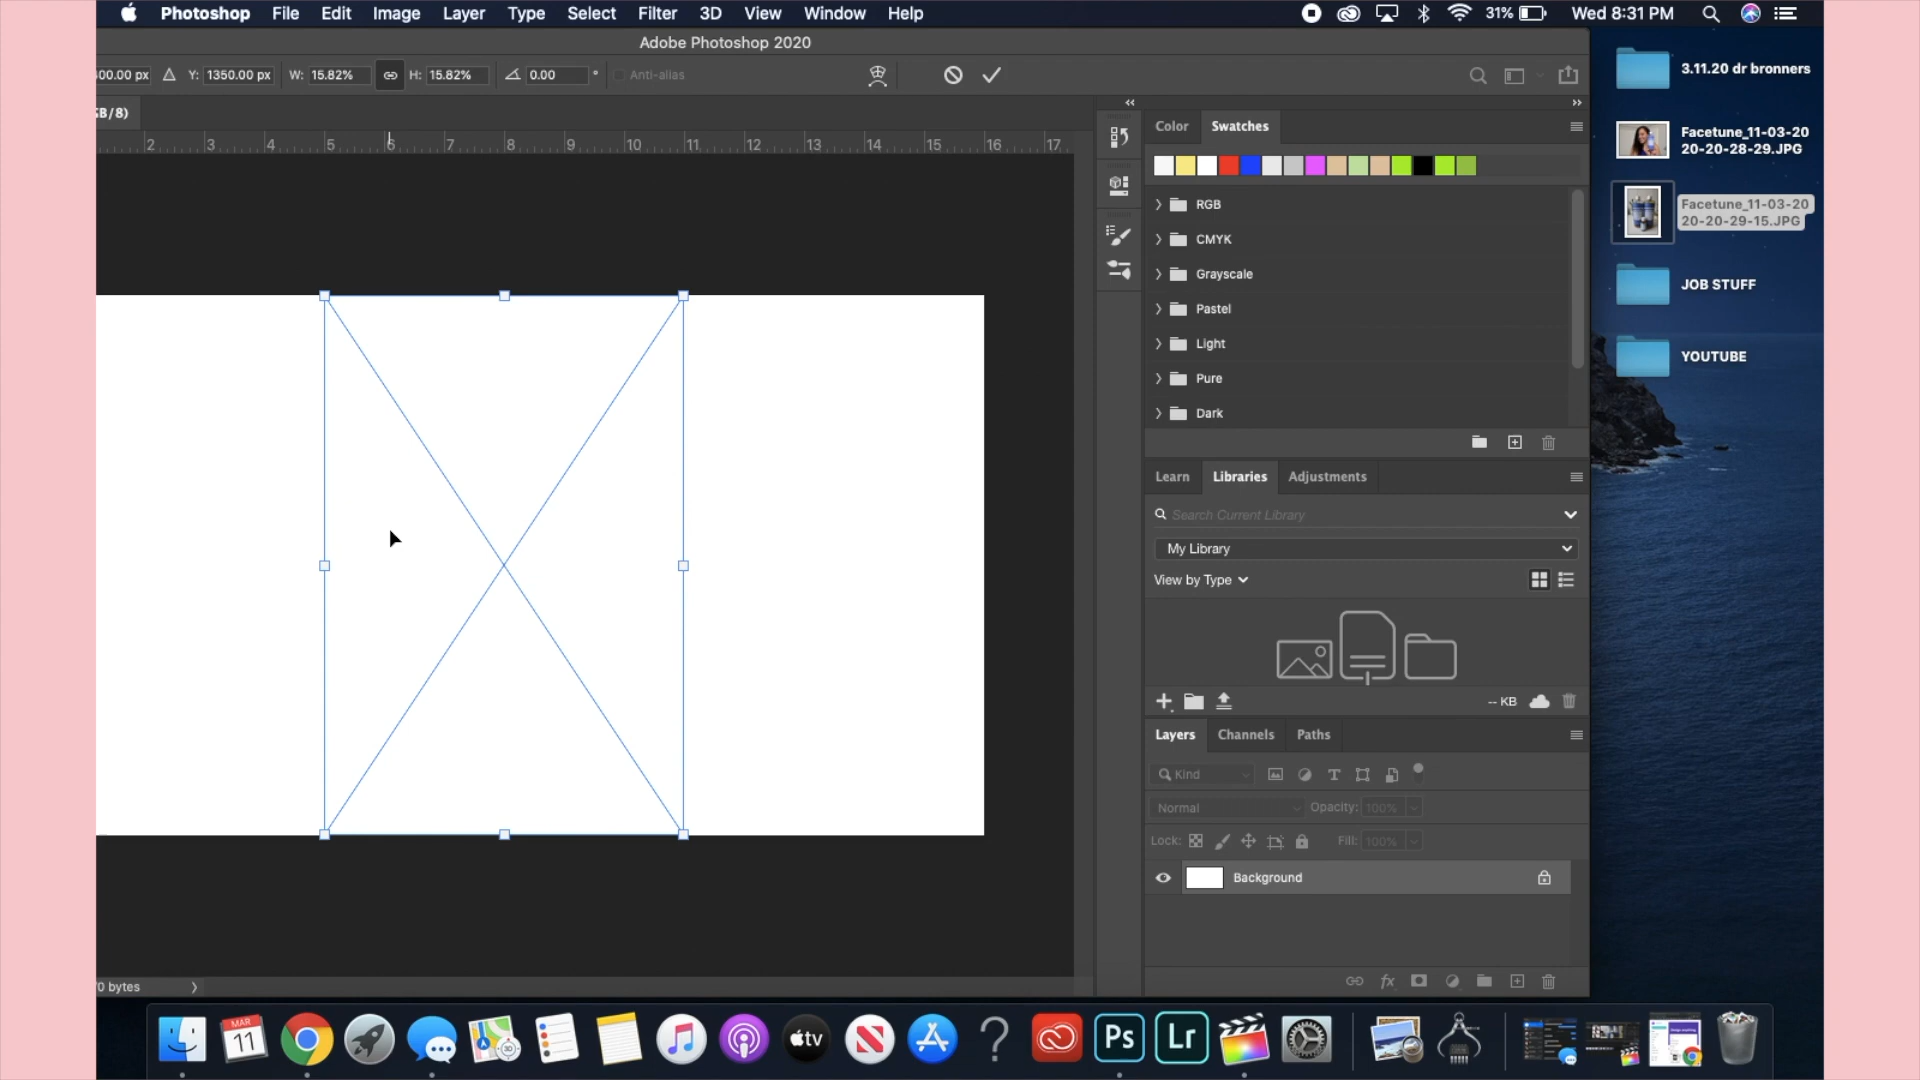 Photoshop File Edit Image Layer Type Select Filter 3D View Window Help 31% Wed 8:31 PM
Adobe Photoshop 2020
00.00 px Y: 1350.00 px W: 15.82% H: 15.82% 0.00 ° Anti-alias
B/8)
2 3 4 5 6 7 8 9 10 11 12 13 14 15 16 17
Color Swatches
RGB
CMYK
Grayscale
Pastel
Light
Pure
Dark
Learn Libraries Adjustments
Search Current Library
My Library
View by Type
-- KB
Layers Channels Paths
Kind
Normal Opacity: 100%
Lock: Fill: 100%
Background
0 bytes
3.11.20 dr bronners
Facetune_11-03-20
20-20-28-29.JPG
Facetune_11-03-20
20-20-29-15.JPG
JOB STUFF
YOUTUBE
MAR
11
3D
tv
Ps
Lr